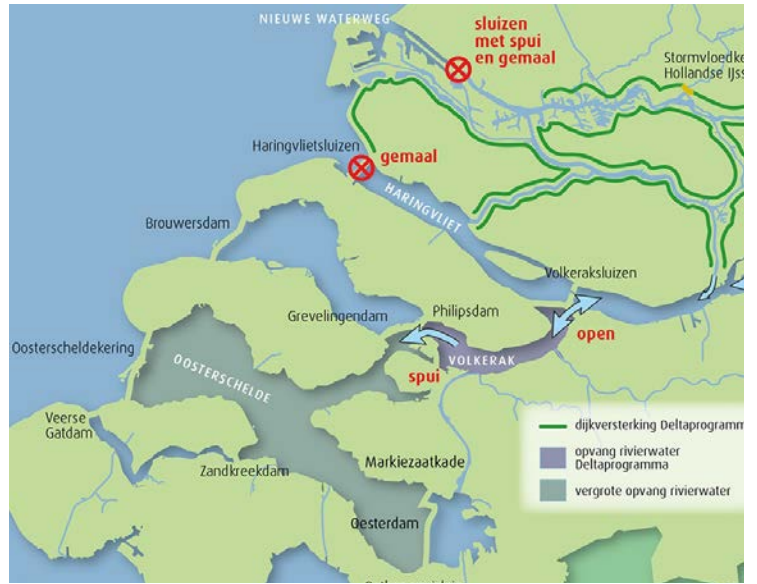 NIEUWE WATERWEG
sluizen
met spui
en gemaal
Stormvloedke
Hollandse IJss
Haringvlietsluizen
gemaal
HARINGVLIET
Brouwersdam
Volkeraksluizen
Grevelingendam
Philipsdam
open
Oosterscheldekering
OOSTERSCHELDE
VOLKERAK
spui
Veerse
Gatdam
Zandkreekdam
Markiezaatkade
Oesterdam
dijkversterking Deltaprogramm
opvang rivierwater
Deltaprogramma
vergrote opvang rivierwater